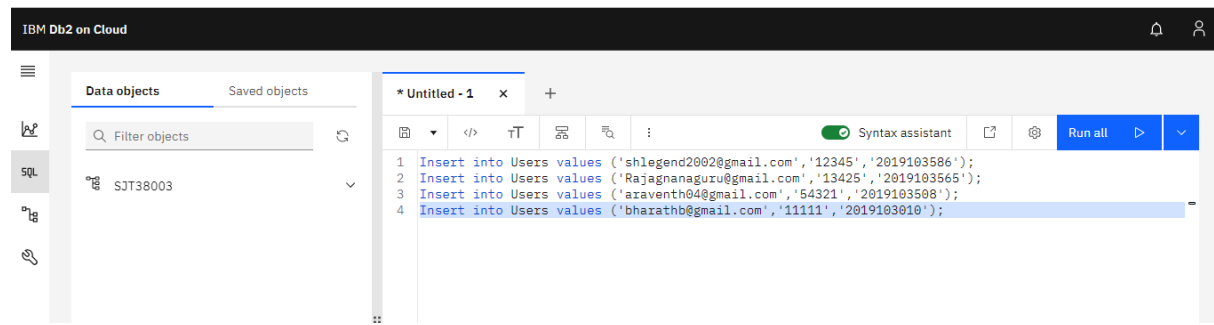 IBM Db2 on Cloud
Data objects
Saved objects
* Untitled - 1 × +
Filter objects
</> TT
Syntax assistant
Run all
SQL
SJT38003
1 Insert into Users values ('shlegend2002@gmail.com','12345','2019103586');
2 Insert into Users values ('Rajagnanaguru@gmail.com','13425','2019103565');
3 Insert into Users values ('araventh04@gmail.com','54321','2019103508');
4 Insert into Users values ('bharathb@gmail.com','11111','2019103010');